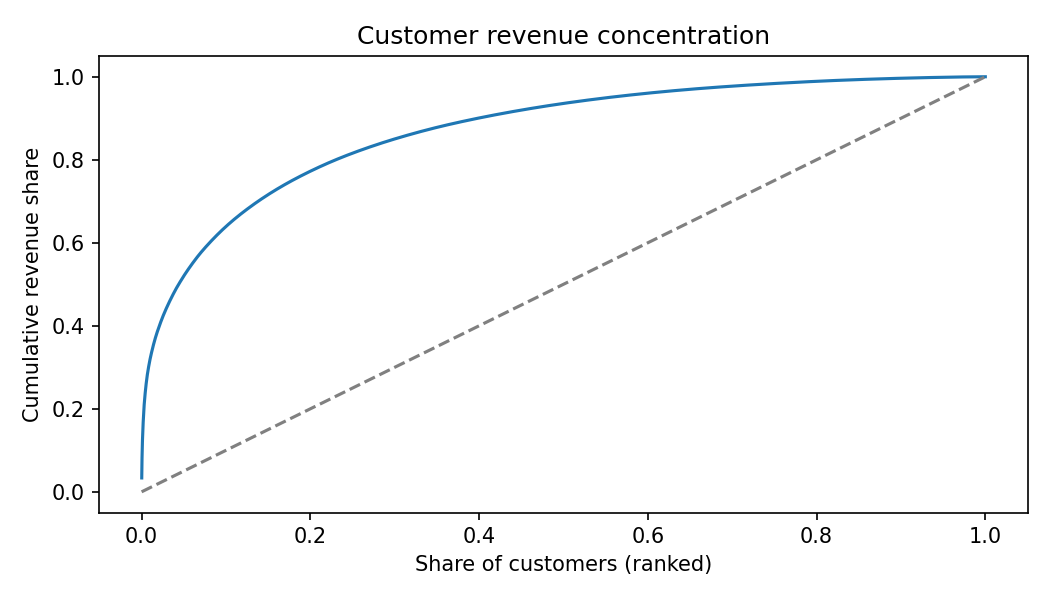 Customer revenue concentration
1.0
0.8
0.6
0.4
0.2
0.0
Cumulative revenue share
0.0 0.2 0.4 0.6 0.8 1.0
Share of customers (ranked)